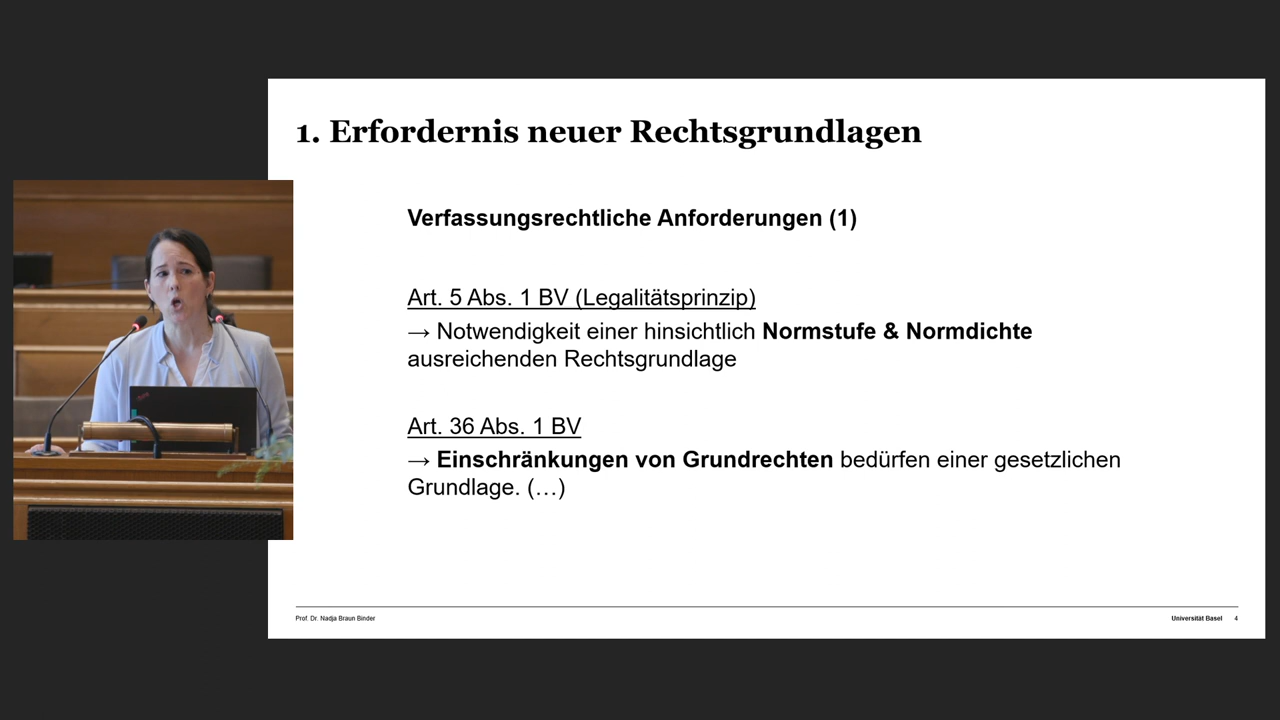 1. Erfordernis neuer Rechtsgrundlagen
Verfassungsrechtliche Anforderungen (1)
Art. 5 Abs. 1 BV (Legalitätsprinzip)
→ Notwendigkeit einer hinsichtlich Normstufe & Normdichte
ausreichenden Rechtsgrundlage
Art. 36 Abs. 1 BV
→ Einschränkungen von Grundrechten bedürfen einer gesetzlichen
Grundlage. (…)
Prof. Dr. Nadja Braun Binder
Universität Basel 4